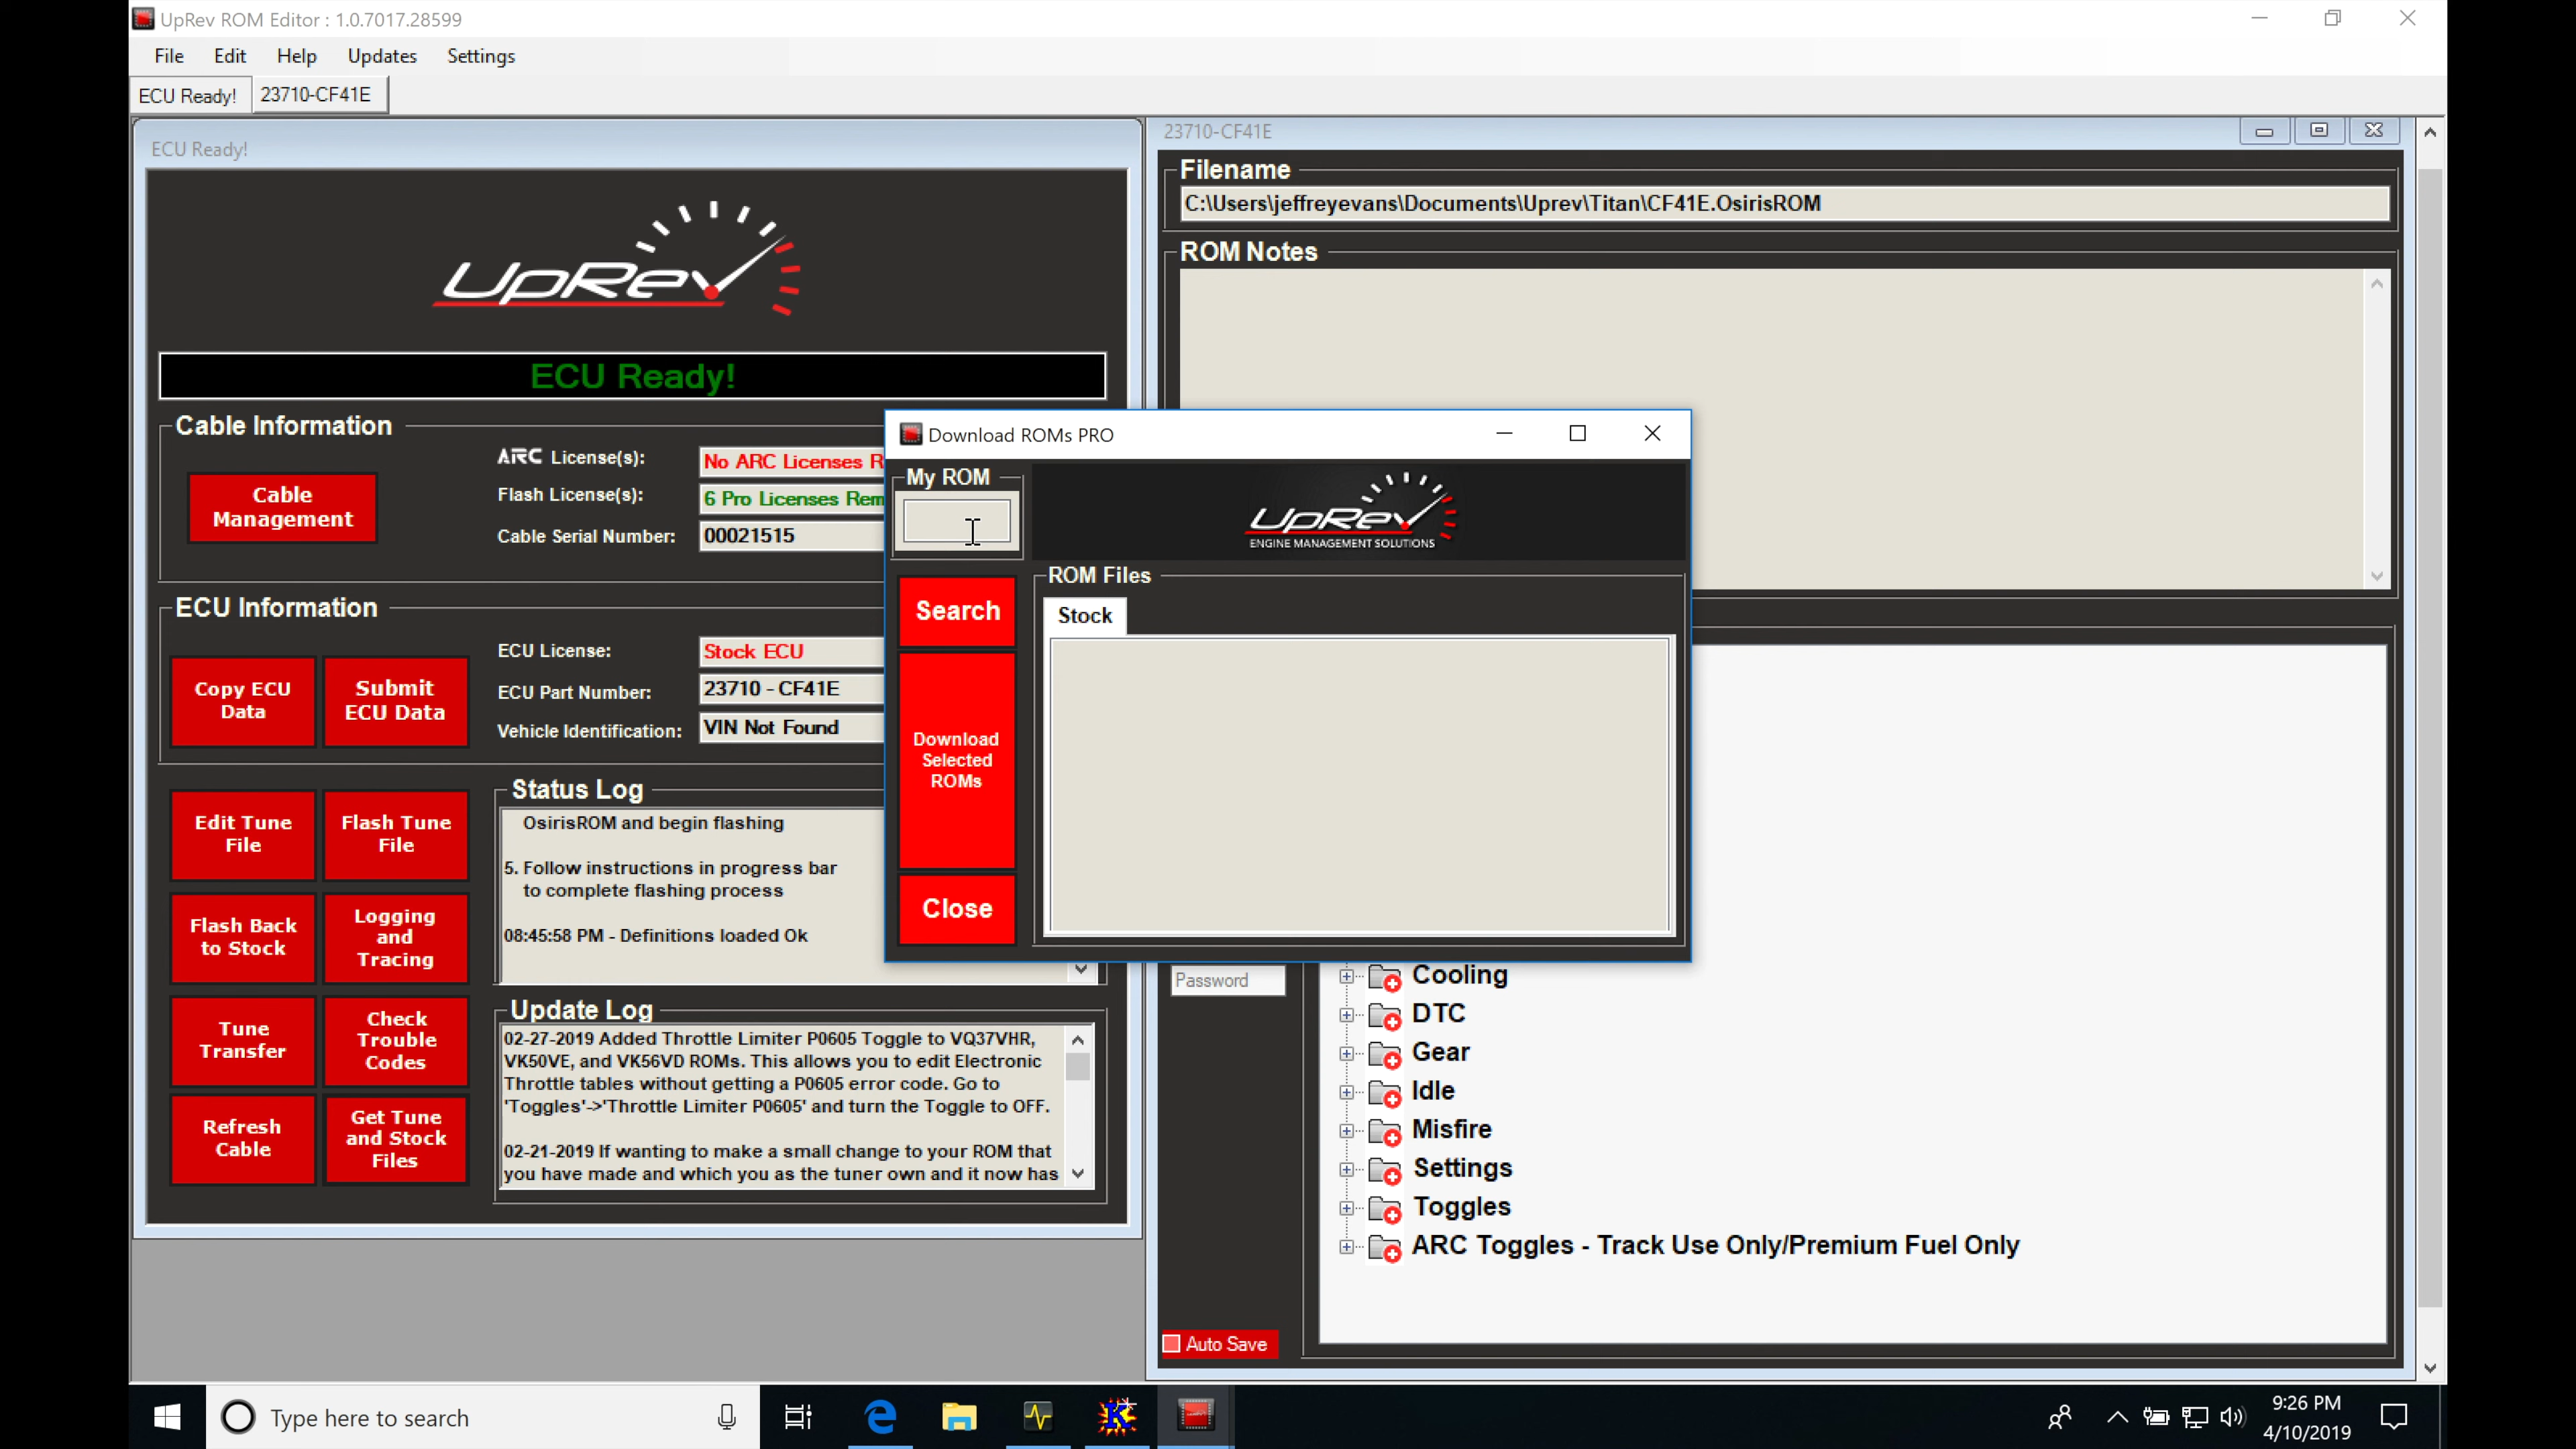 UpRev ROM Editor : 1.0.7017.28599
File Edit Help Updates Settings
ECU Ready! 23710-CF41E
ECU Ready!
UpRev
ECU Ready!
Cable Information
Cable
Management
ARC License(s):
No ARC Licenses R
Flash License(s):
6 Pro Licenses Rem
Cable Serial Number:
00021515
ECU Information
Copy ECU
Data
Submit
ECU Data
ECU License:
Stock ECU
ECU Part Number:
23710 - CF41E
Vehicle Identification:
VIN Not Found
Edit Tune
File
Flash Tune
File
Flash Back
to Stock
Logging
and
Tracing
Tune
Transfer
Check
Trouble
Codes
Refresh
Cable
Get Tune
and Stock
Files
Status Log
OsirisROM and begin flashing
5. Follow instructions in progress bar
to complete flashing process
08:45:58 PM - Definitions loaded Ok
Update Log
02-27-2019 Added Throttle Limiter P0605 Toggle to VQ37VHR,
VK50VE, and VK56VD ROMs. This allows you to edit Electronic
Throttle tables without getting a P0605 error code. Go to
'Toggles'->'Throttle Limiter P0605' and turn the Toggle to OFF.
02-21-2019 If wanting to make a small change to your ROM that
you have made and which you as the tuner own and it now has
Download ROMs PRO
My ROM
UpRev
ENGINE MANAGEMENT SOLUTIONS
Search
Download
Selected
ROMs
Close
ROM Files
Stock
23710-CF41E
Filename
C:\Users\jeffreyevans\Documents\Uprev\Titan\CF41E.OsirisROM
ROM Notes
Password
Cooling
DTC
Gear
Idle
Misfire
Settings
Toggles
ARC Toggles - Track Use Only/Premium Fuel Only
Auto Save
Type here to search
9:26 PM
4/10/2019